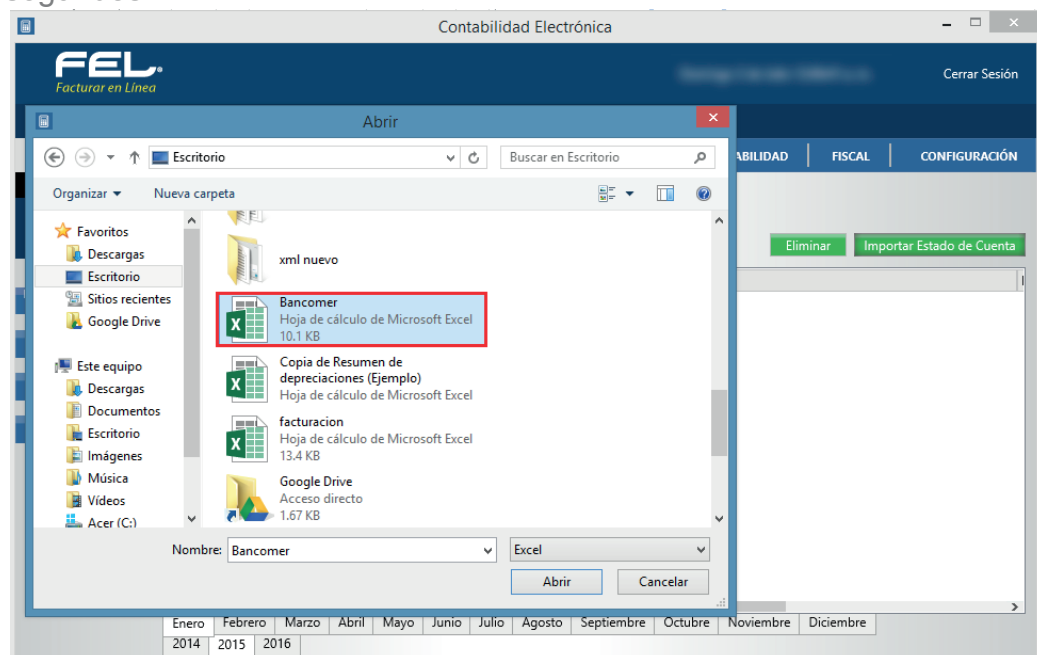 Contabilidad Electrónica
FEL
Facturar en Línea
Cerrar Sesión
Abrir
Escritorio
Buscar en Escritorio
FISCAL
CONFIGURACIÓN
Organizar
Nueva carpeta
Favoritos
Descargas
Escritorio
Sitios recientes
Google Drive
Este equipo
Descargas
Documentos
Escritorio
Imágenes
Música
Vídeos
Acer (C:)
xml nuevo
Bancomer
Hoja de cálculo de Microsoft Excel
10.1 KB
Copia de Resumen de
depreciaciones (Ejemplo)
Hoja de cálculo de Microsoft Excel
facturacion
Hoja de cálculo de Microsoft Excel
13.4 KB
Google Drive
Acceso directo
1.67 KB
Eliminar
Importar Estado de Cuenta
Nombre: Bancomer
Excel
Abrir
Cancelar
Enero Febrero Marzo Abril Mayo Junio Julio Agosto Septiembre Octubre Noviembre Diciembre
2014 2015 2016